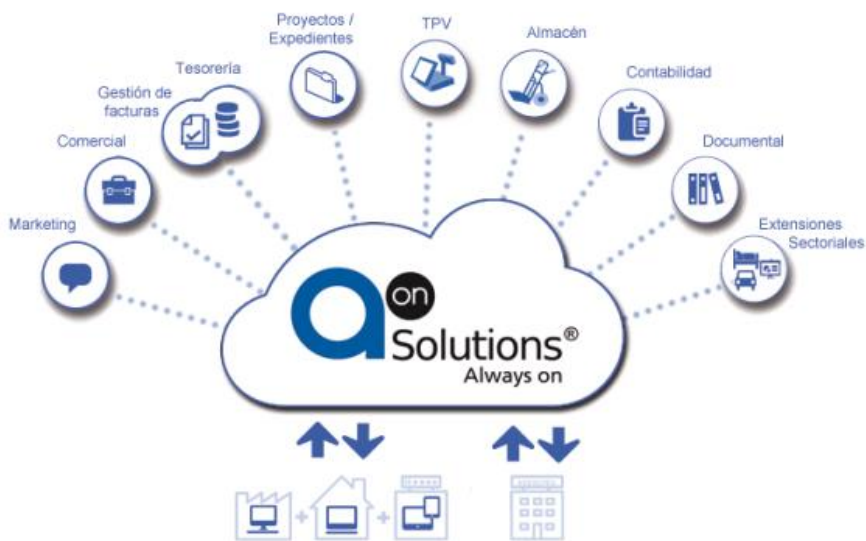 Marketing
Comercial
Gestión de
facturas
Tesorería
Proyectos /
Expedientes
TPV
Almacén
Contabilidad
Documental
Extensiones
Sectoriales
a on
Solutions®
Always on